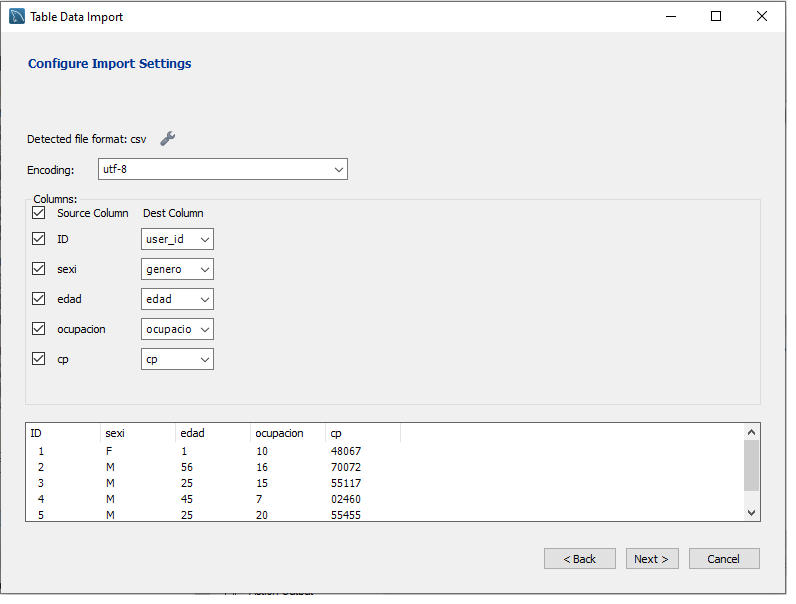 Table Data Import
Configure Import Settings
Detected file format: csv
Encoding: utf-8
Columns:
Source Column Dest Column
ID user_id
sexi genero
edad edad
ocupacion ocupacio
cp cp
ID sexi edad ocupacion cp
1 F 1 10 48067
2 M 56 16 70072
3 M 25 15 55117
4 M 45 7 02460
5 M 25 20 55455
< Back Next > Cancel